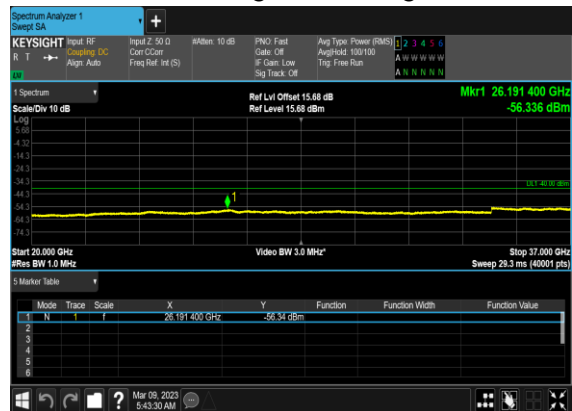 Spectrum Analyzer 1
Swept SA
+
KEYSIGHT Input: RF Input Z: 50 Ω #Atten: 10 dB PNO: Fast Avg Type: Power (RMS) 1 2 3 4 5 6
R T Coupling: DC Corr CCorr Gate: Off Avg|Hold: 100/100 A W W W W W
Align: Auto Freq Ref: Int (S) IF Gain: Low Trig: Free Run
LXI Sig Track: Off A N N N N N
1 Spectrum Ref Lvl Offset 15.68 dB Mkr1 26.191 400 GHz
Scale/Div 10 dB Ref Level 15.68 dBm -56.336 dBm
Log
5.68
-4.32
-14.3
-24.3
-34.3
DL1 -40.00 dBm
-44.3
1
-54.3
-64.3
-74.3
Start 20.000 GHz Video BW 3.0 MHz* Stop 37.000 GHz
#Res BW 1.0 MHz Sweep 29.3 ms (40001 pts)
5 Marker Table
Mode Trace Scale X Y Function Function Width Function Value
1 N 1 f 26.191 400 GHz -56.34 dBm
2
3
4
5
6
? Mar 09, 2023
5:43:30 AM